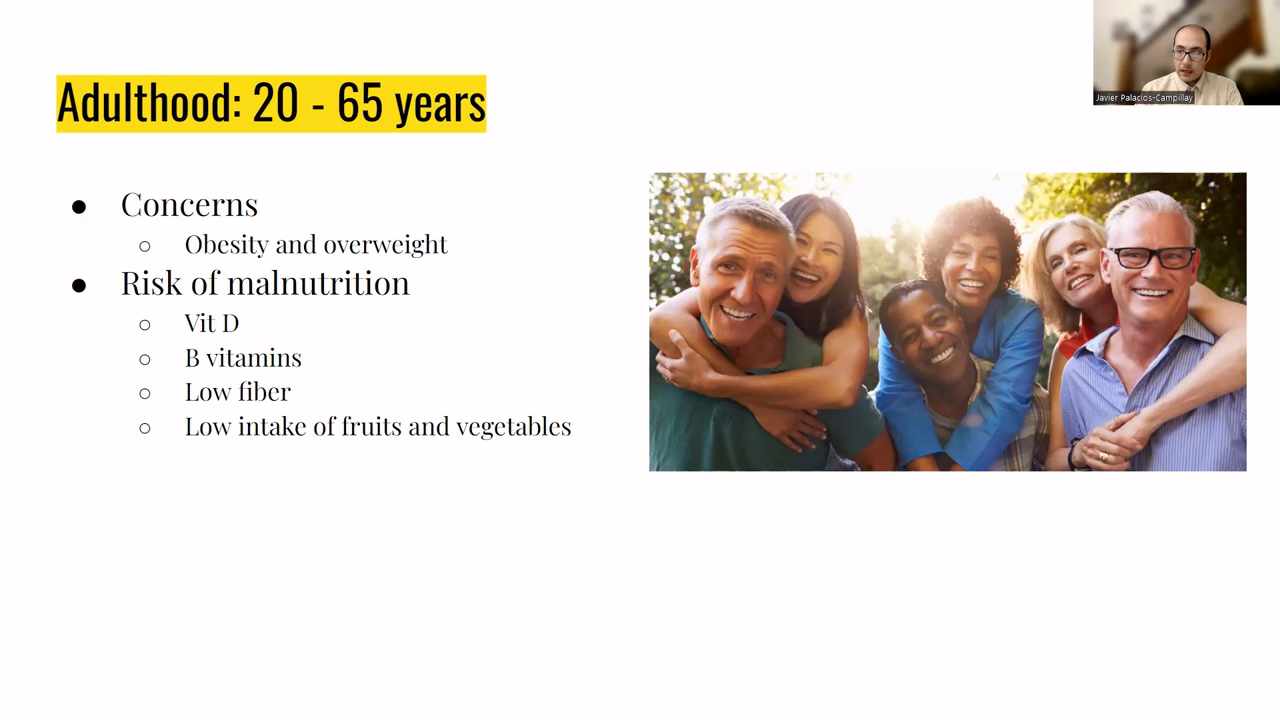 Adulthood: 20 - 65 years
Javier Palacios-Campillay
● Concerns
○ Obesity and overweight
● Risk of malnutrition
○ Vit D
○ B vitamins
○ Low fiber
○ Low intake of fruits and vegetables